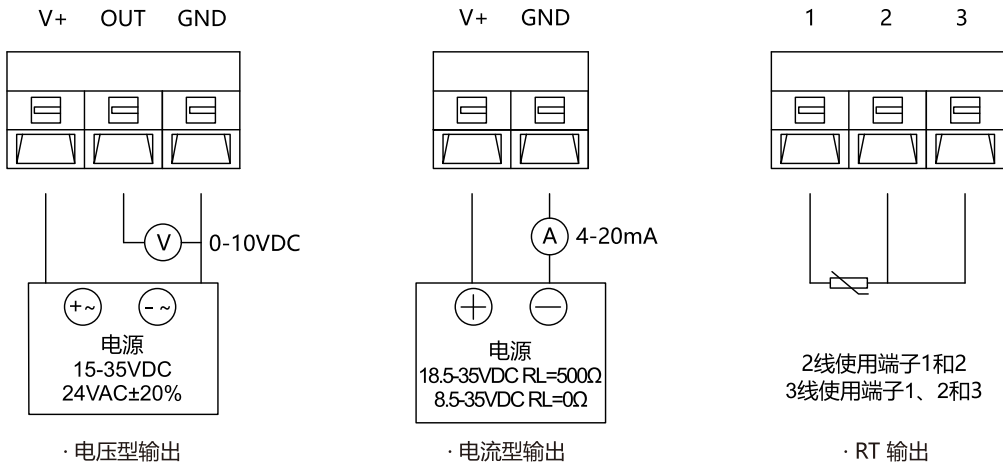 V+ OUT GND
V
0-10VDC
+~ -~
电源
15-35VDC
24VAC±20%
· 电压型输出
V+ GND
A
4-20mA
+ −
电源
18.5-35VDC RL=500Ω
8.5-35VDC RL=0Ω
· 电流型输出
1 2 3
2线使用端子1和2
3线使用端子1、2和3
· RT 输出